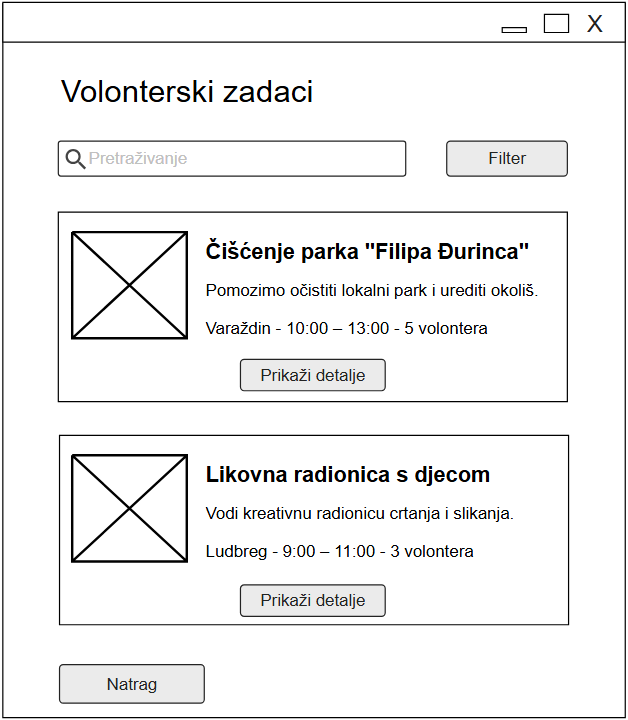 X
Volonterski zadaci
Pretraživanje
Filter
Čišćenje parka "Filipa Đurinca"
Pomozimo očistiti lokalni park i urediti okoliš.
Varaždin - 10:00 – 13:00 - 5 volontera
Prikaži detalje
Likovna radionica s djecom
Vodi kreativnu radionicu crtanja i slikanja.
Ludbreg - 9:00 – 11:00 - 3 volontera
Prikaži detalje
Natrag